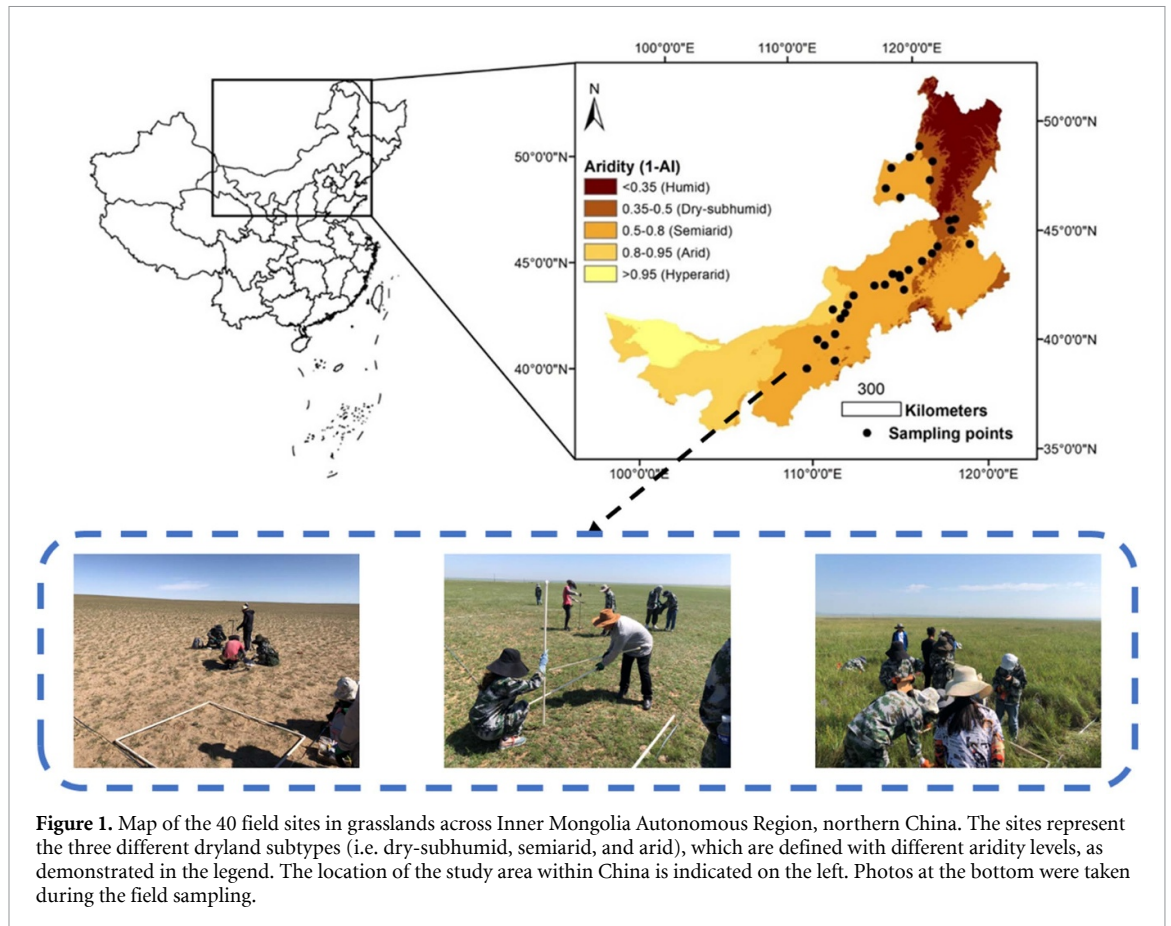 100°0'0"E 110°0'0"E 120°0'0"E
N
50°0'0"N
50°0'0"N
Aridity (1-AI)
<0.35 (Humid)
0.35-0.5 (Dry-subhumid)
0.5-0.8 (Semiarid)
0.8-0.95 (Arid)
>0.95 (Hyperarid)
45°0'0"N
45°0'0"N
40°0'0"N
40°0'0"N
300
Kilometers
Sampling points
35°0'0"N
100°0'0"E 110°0'0"E 120°0'0"E
Figure 1. Map of the 40 field sites in grasslands across Inner Mongolia Autonomous Region, northern China. The sites represent
the three different dryland subtypes (i.e. dry-subhumid, semiarid, and arid), which are defined with different aridity levels, as
demonstrated in the legend. The location of the study area within China is indicated on the left. Photos at the bottom were taken
during the field sampling.